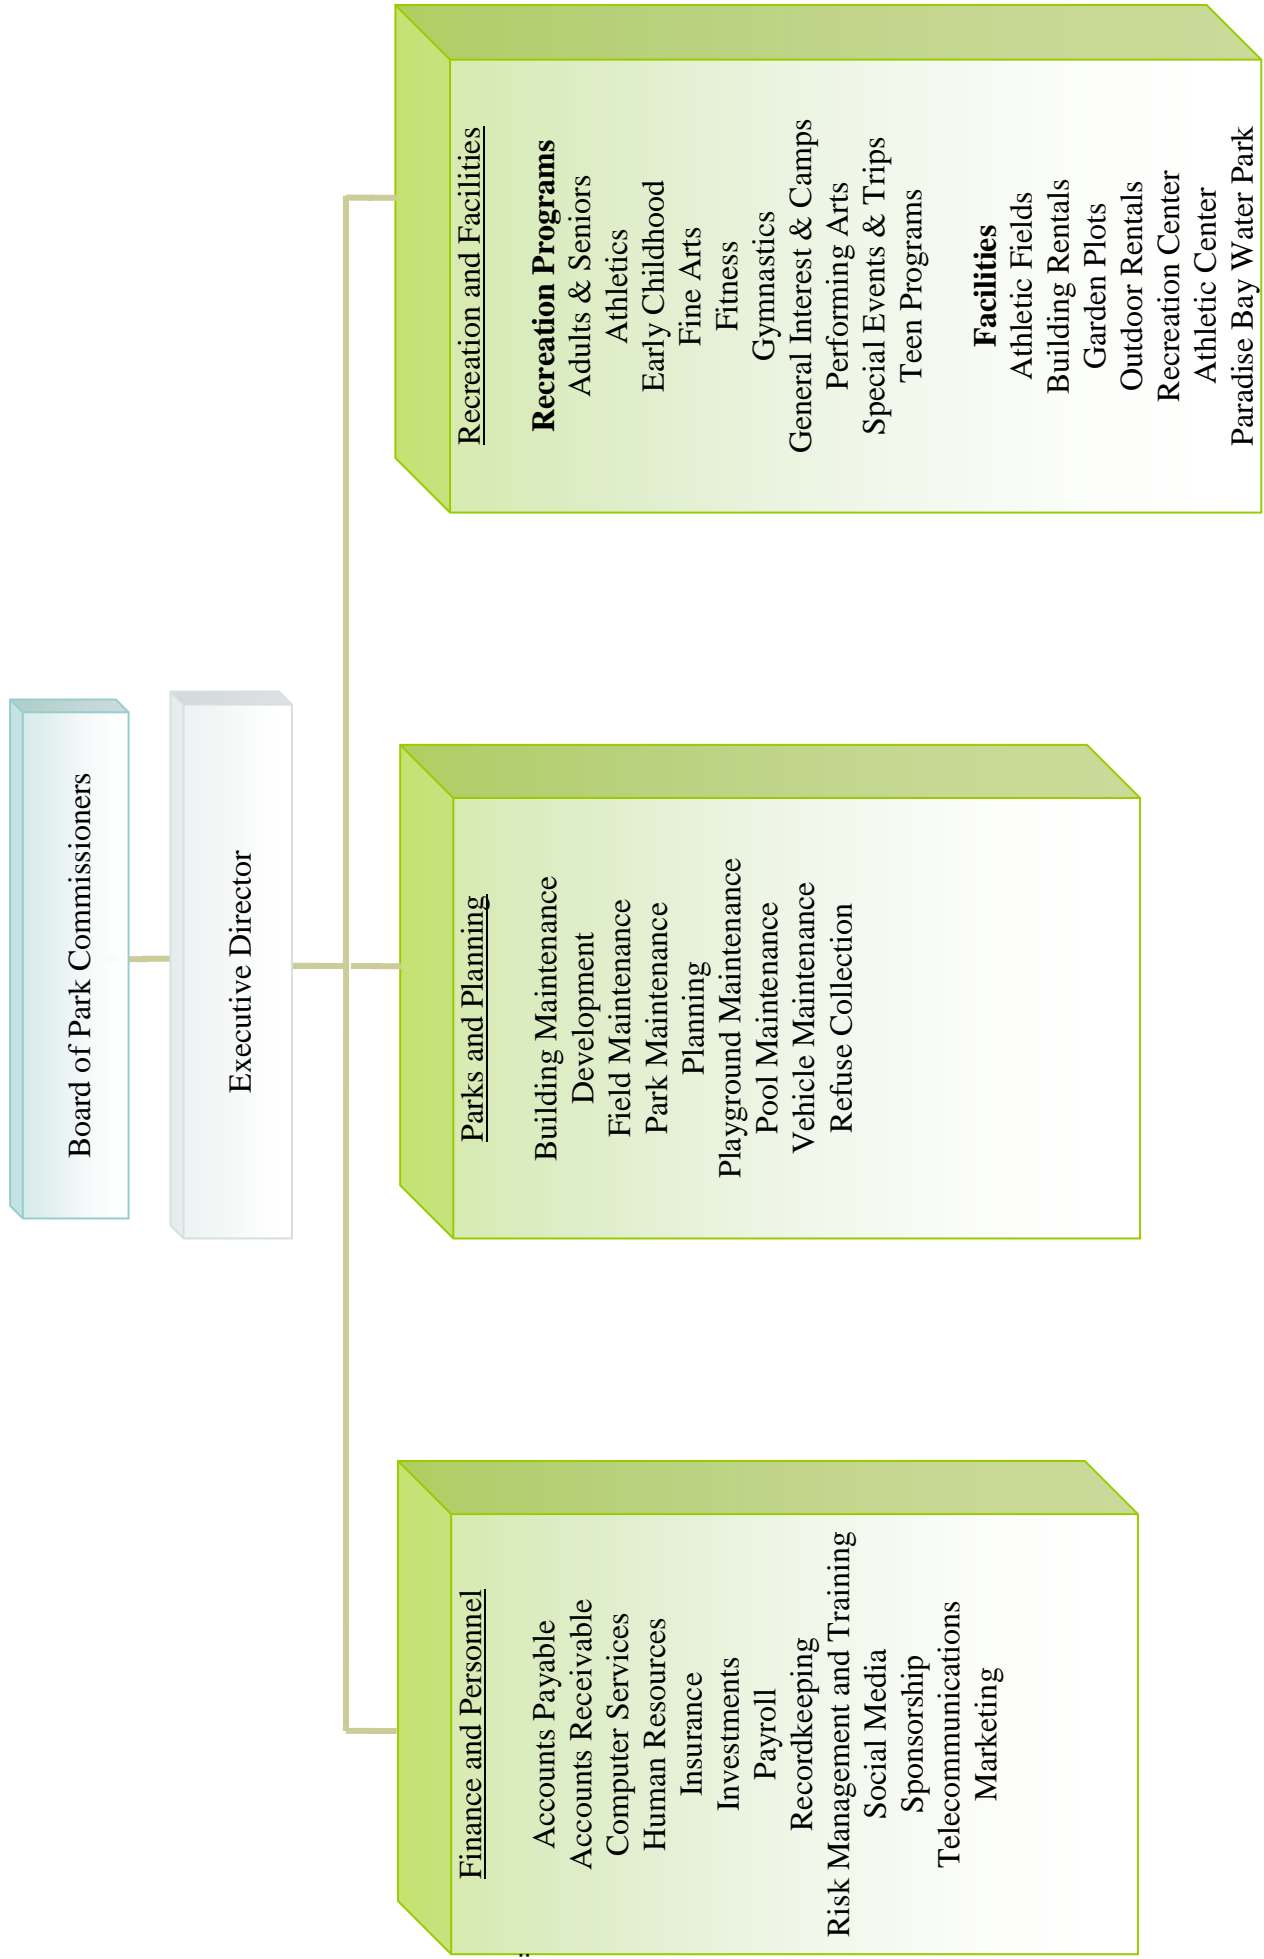 Board of Park Commissioners
Executive Director
Finance and Personnel
Accounts Payable
Accounts Receivable
Computer Services
Human Resources
Insurance
Investments
Payroll
Recordkeeping
Risk Management and Training
Social Media
Sponsorship
Telecommunications
Marketing
Parks and Planning
Building Maintenance
Development
Field Maintenance
Park Maintenance
Planning
Playground Maintenance
Pool Maintenance
Vehicle Maintenance
Refuse Collection
Recreation and Facilities
Recreation Programs
Adults & Seniors
Athletics
Early Childhood
Fine Arts
Fitness
Gymnastics
General Interest & Camps
Performing Arts
Special Events & Trips
Teen Programs
Facilities
Athletic Fields
Building Rentals
Garden Plots
Outdoor Rentals
Recreation Center
Athletic Center
Paradise Bay Water Park